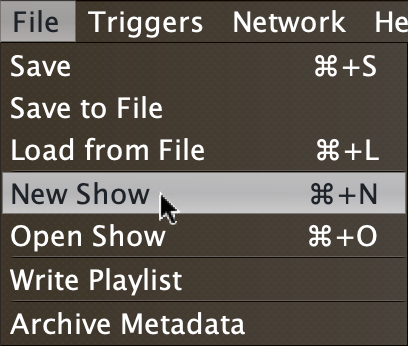 File Triggers Network He
Save ⌘+S
Save to File
Load from File ⌘+L
New Show ⌘+N
Open Show ⌘+O
Write Playlist
Archive Metadata